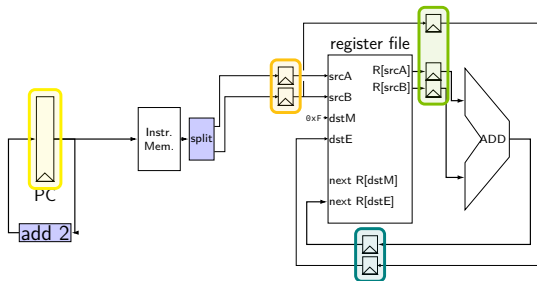 register file
srcA
R[srcA]
srcB
R[srcB]
0xF
dstM
dstE
next R[dstM]
next R[dstE]
Instr.
Mem.
split
ADD
PC
add 2